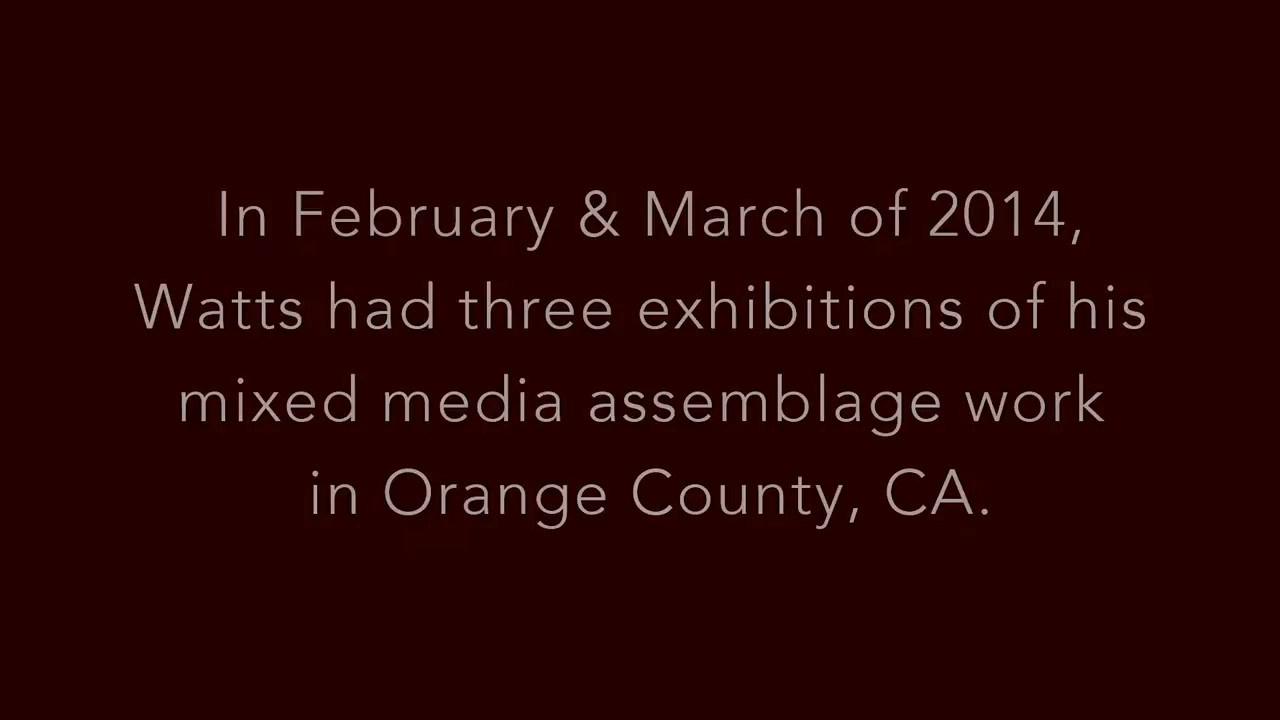 In February & March of 2014,
Watts had three exhibitions of his
mixed media assemblage work
in Orange County, CA.